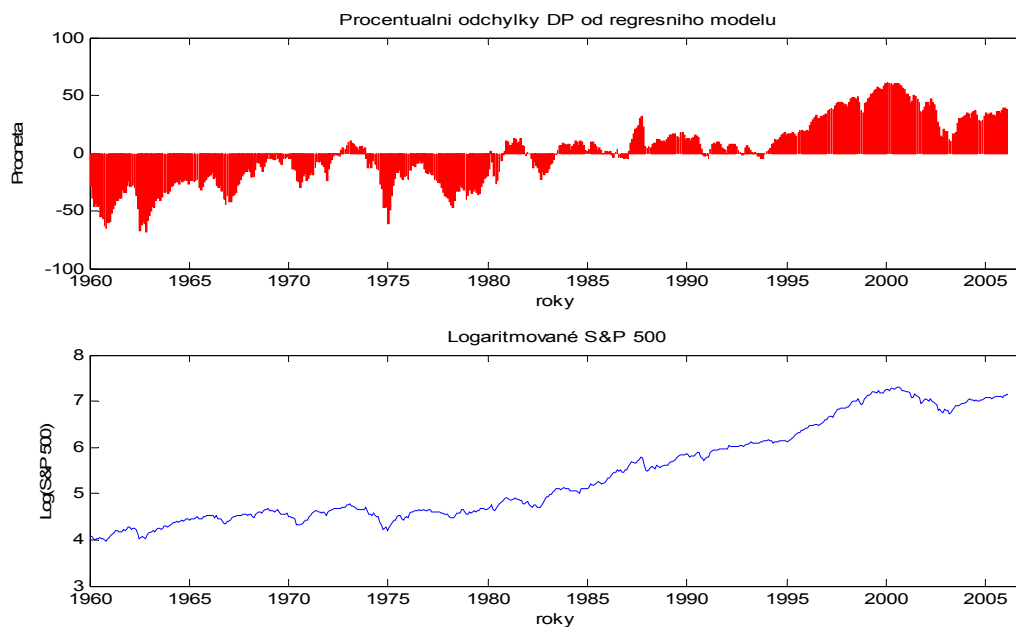 Procentualni odchylky DP od regresniho modelu
100
50
0
-50
-100
Proceneta
1960 1965 1970 1975 1980 1985 1990 1995 2000 2005
roky
Logaritmované S&P 500
8
7
6
5
4
3
Log(S&P 500)
1960 1965 1970 1975 1980 1985 1990 1995 2000 2005
roky